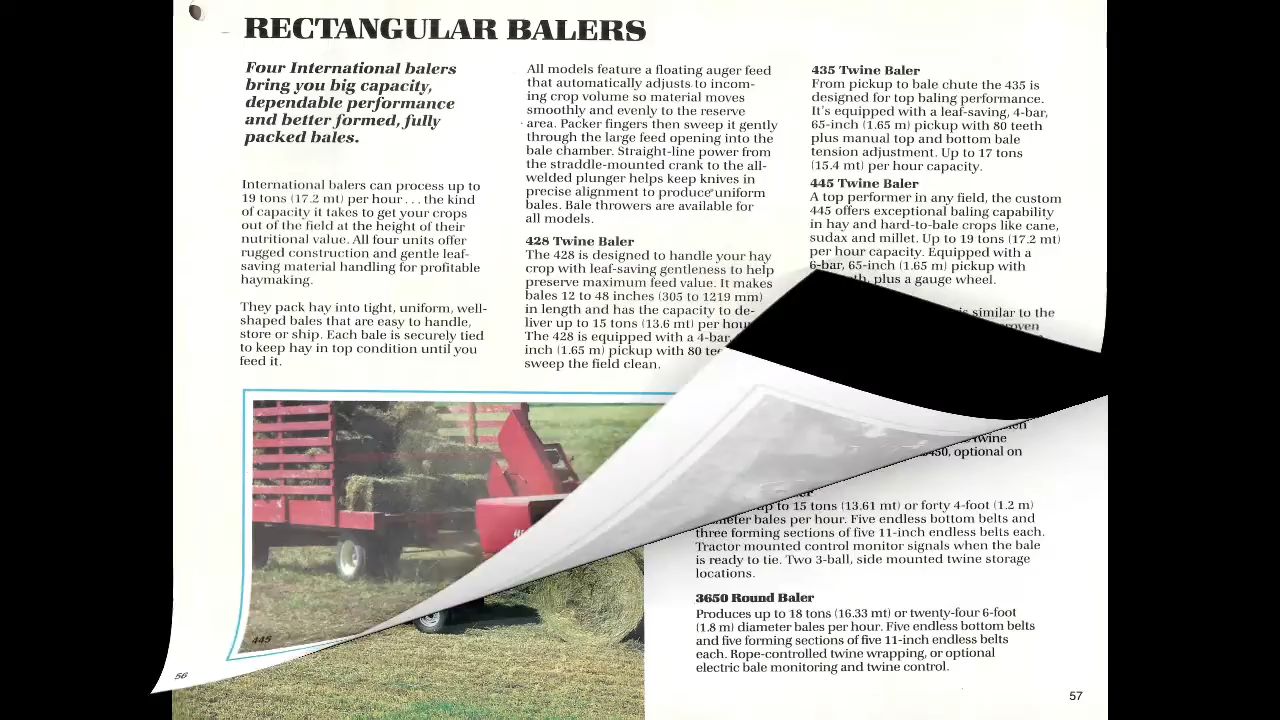 RECTANGULAR BALERS
Four International balers
bring you big capacity,
dependable performance
and better formed, fully
packed bales.
International balers can process up to
19 tons (17.2 mt) per hour . . . the kind
of capacity it takes to get your crops
out of the field at the height of their
nutritional value. All four units offer
rugged construction and gentle leaf-
saving material handling for profitable
haymaking.
They pack hay into tight, uniform, well-
shaped bales that are easy to handle,
store or ship. Each bale is securely tied
to keep hay in top condition until you
feed it.
All models feature a floating auger feed
that automatically adjusts to incom-
ing crop volume so material moves
smoothly and evenly to the reserve
area. Packer fingers then sweep it gently
through the large feed opening into the
bale chamber. Straight-line power from
the straddle-mounted crank to the all-
welded plunger helps keep knives in
precise alignment to produce uniform
bales. Bale throwers are available for
all models.
428 Twine Baler
The 428 is designed to handle your hay
crop with leaf-saving gentleness to help
preserve maximum feed value. It makes
bales 12 to 48 inches (305 to 1219 mm)
in length and has the capacity to de-
liver up to 15 tons (13.6 mt) per hour
The 428 is equipped with a 4-bar,
inch (1.65 m) pickup with 80
sweep the field clean.
435 Twine Baler
From pickup to bale chute the 435 is
designed for top baling performance.
It's equipped with a leaf-saving, 4-bar,
65-inch (1.65 m) pickup with 80 teeth
plus manual top and bottom bale
tension adjustment. Up to 17 tons
(15.4 mt) per hour capacity.
445 Twine Baler
A top performer in any field, the custom
445 offers exceptional baling capability
in hay and hard-to-bale crops like cane,
sudax and millet. Up to 19 tons (17.2 mt)
per hour capacity. Equipped with a
6-bar, 65-inch (1.65 m) pickup with
plus a gauge wheel.
is similar to the
445
56
twine
optional on
up to 15 tons (13.61 mt) or forty 4-foot (1.2 m)
bales per hour. Five endless bottom belts and
three forming sections of five 11-inch endless belts each.
Tractor mounted control monitor signals when the bale
is ready to tie. Two 3-ball, side mounted twine storage
locations.
3650 Round Baler
Produces up to 18 tons (16.33 mt) or twenty-four 6-foot
(1.8 m) diameter bales per hour. Five endless bottom belts
and five forming sections of five 11-inch endless belts
each. Rope-controlled twine wrapping, or optional
electric bale monitoring and twine control.
57